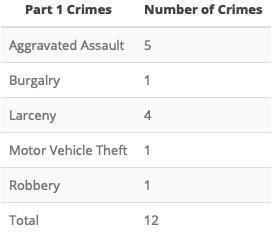 Part 1 Crimes Number of Crimes
Aggravated Assault 5
Burgalry 1
Larceny 4
Motor Vehicle Theft 1
Robbery 1
Total 12